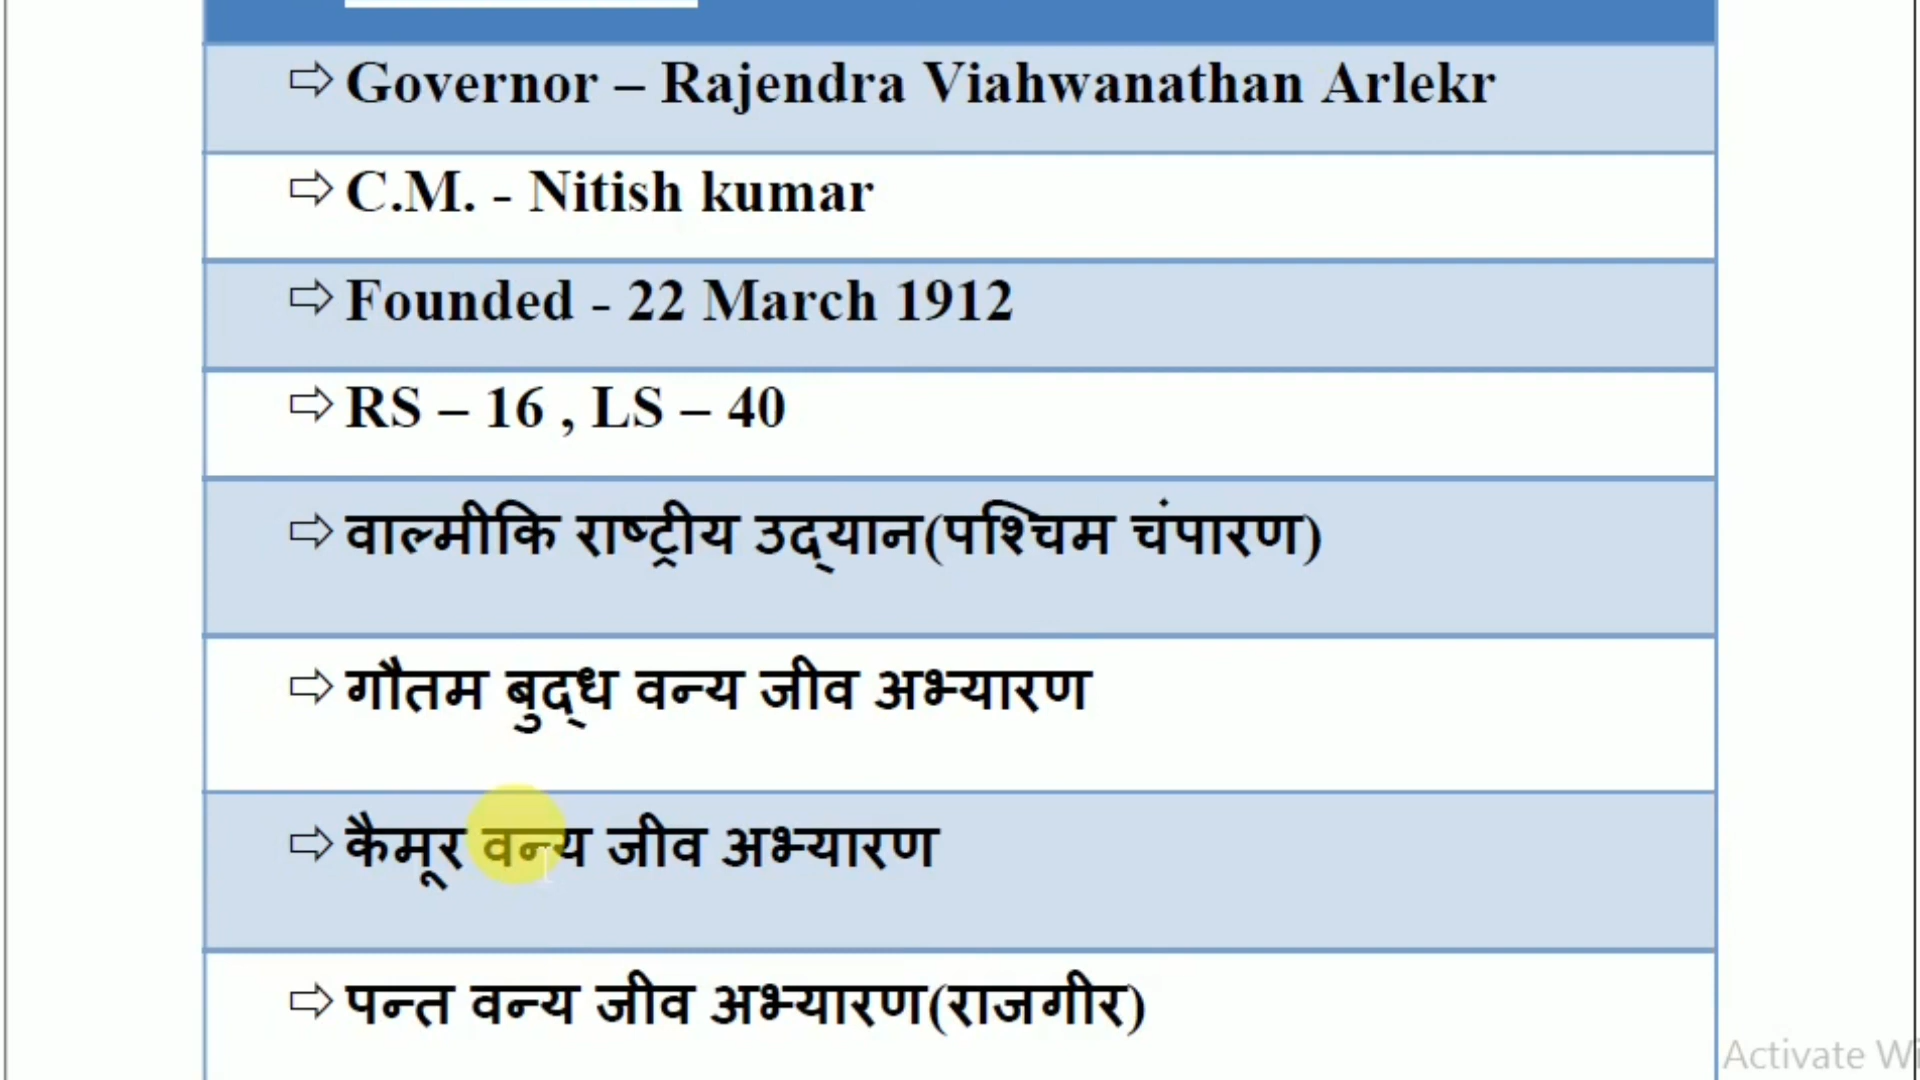 ⇨ Governor – Rajendra Viahwanathan Arlekr
⇨ C.M. - Nitish kumar
⇨ Founded - 22 March 1912
⇨ RS – 16 , LS – 40
⇨ वाल्मीकि राष्ट्रीय उद्यान(पश्चिम चंपारण)
⇨ गौतम बुद्ध वन्य जीव अभ्यारण
⇨ कैमूर वन्य जीव अभ्यारण
⇨ पन्त वन्य जीव अभ्यारण(राजगीर)
Activate Wi